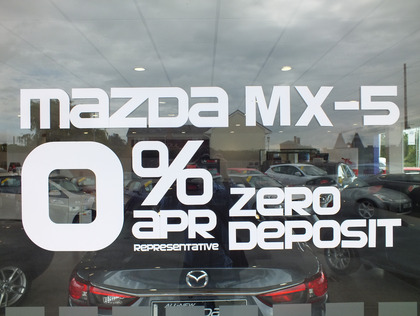 mazda MX-5
0% apr
Representative
zero
Deposit